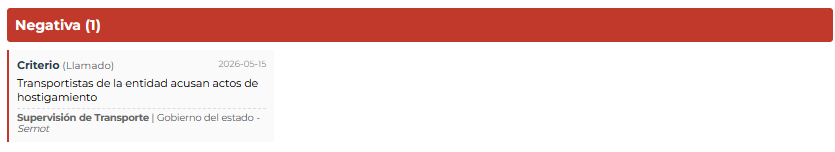 Negativa (1)
Criterio (Llamado) 2026-05-15
Transportistas de la entidad acusan actos de
hostigamiento
Supervisión de Transporte | Gobierno del estado -
Semot